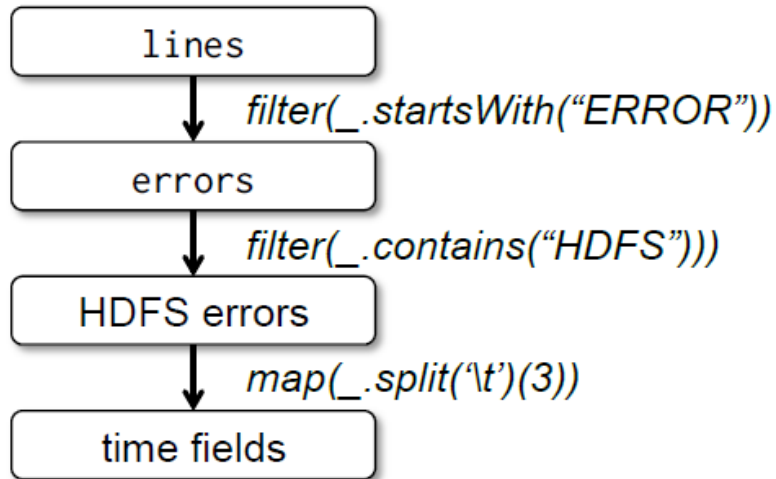 lines
filter(_.startsWith(“ERROR”))
errors
filter(_.contains(“HDFS”)))
HDFS errors
map(_.split(‘\t’)(3))
time fields